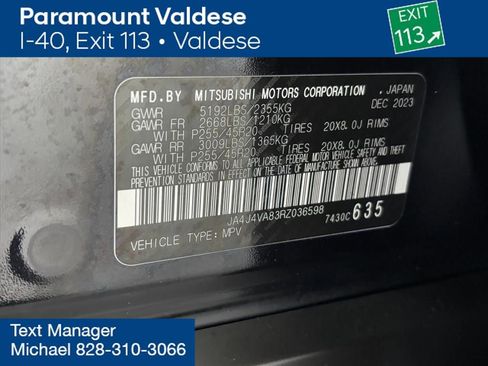 Paramount Valdese
I-40, Exit 113 • Valdese
EXIT
113
MFD.BY MITSUBISHI MOTORS CORPORATION .JAPAN
GVWR 5192LBS/2355KG DEC 2023
GAWR FR 2668LBS/1210KG
WITH P255/45R20 TIRES 20X8.0J RIMS
GAWR RR 3009LBS/1365KG
WITH P255/45R20 TIRES 20X8.0J RIMS
THIS VEHICLE CONFORMS TO ALL APPLICABLE
FEDERAL MOTOR VEHICLE SAFETY, BUMPER, AND THEFT
PREVENTION STANDARDS IN EFFECT ON THE DATE OF
MANUFACTURE SHOWN ABOVE.
JA4J4VA83RZ036598
7430C 635
VEHICLE TYPE: MPV
Text Manager
Michael 828-310-3066